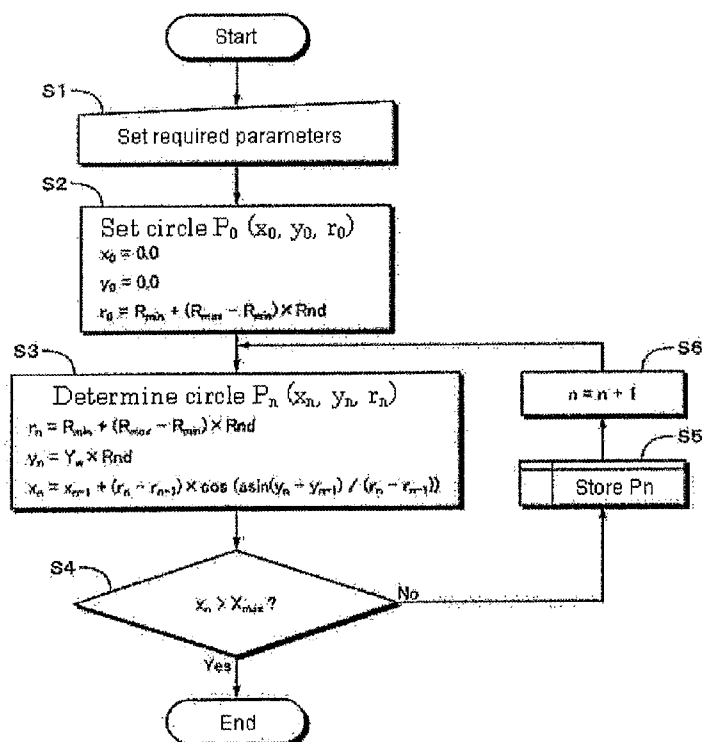 Start
S1
Set required parameters
S2
Set circle P₀ (x₀, y₀, r₀)
x₀ = 0.0
y₀ = 0.0
r₀ = Rmin + (Rmax − Rmin) × Rnd
S3
Determine circle Pₙ (xₙ, yₙ, rₙ)
rₙ = Rmin + (Rmax − Rmin) × Rnd
yₙ = Yw × Rnd
xₙ = xₙ₋₁ + (rₙ − rₙ₋₁) × cos (asin(yₙ − yₙ₋₁) / (rₙ − rₙ₋₁))
S4
xₙ > Xmax?
No
Yes
End
S6
n = n + 1
S5
Store Pn